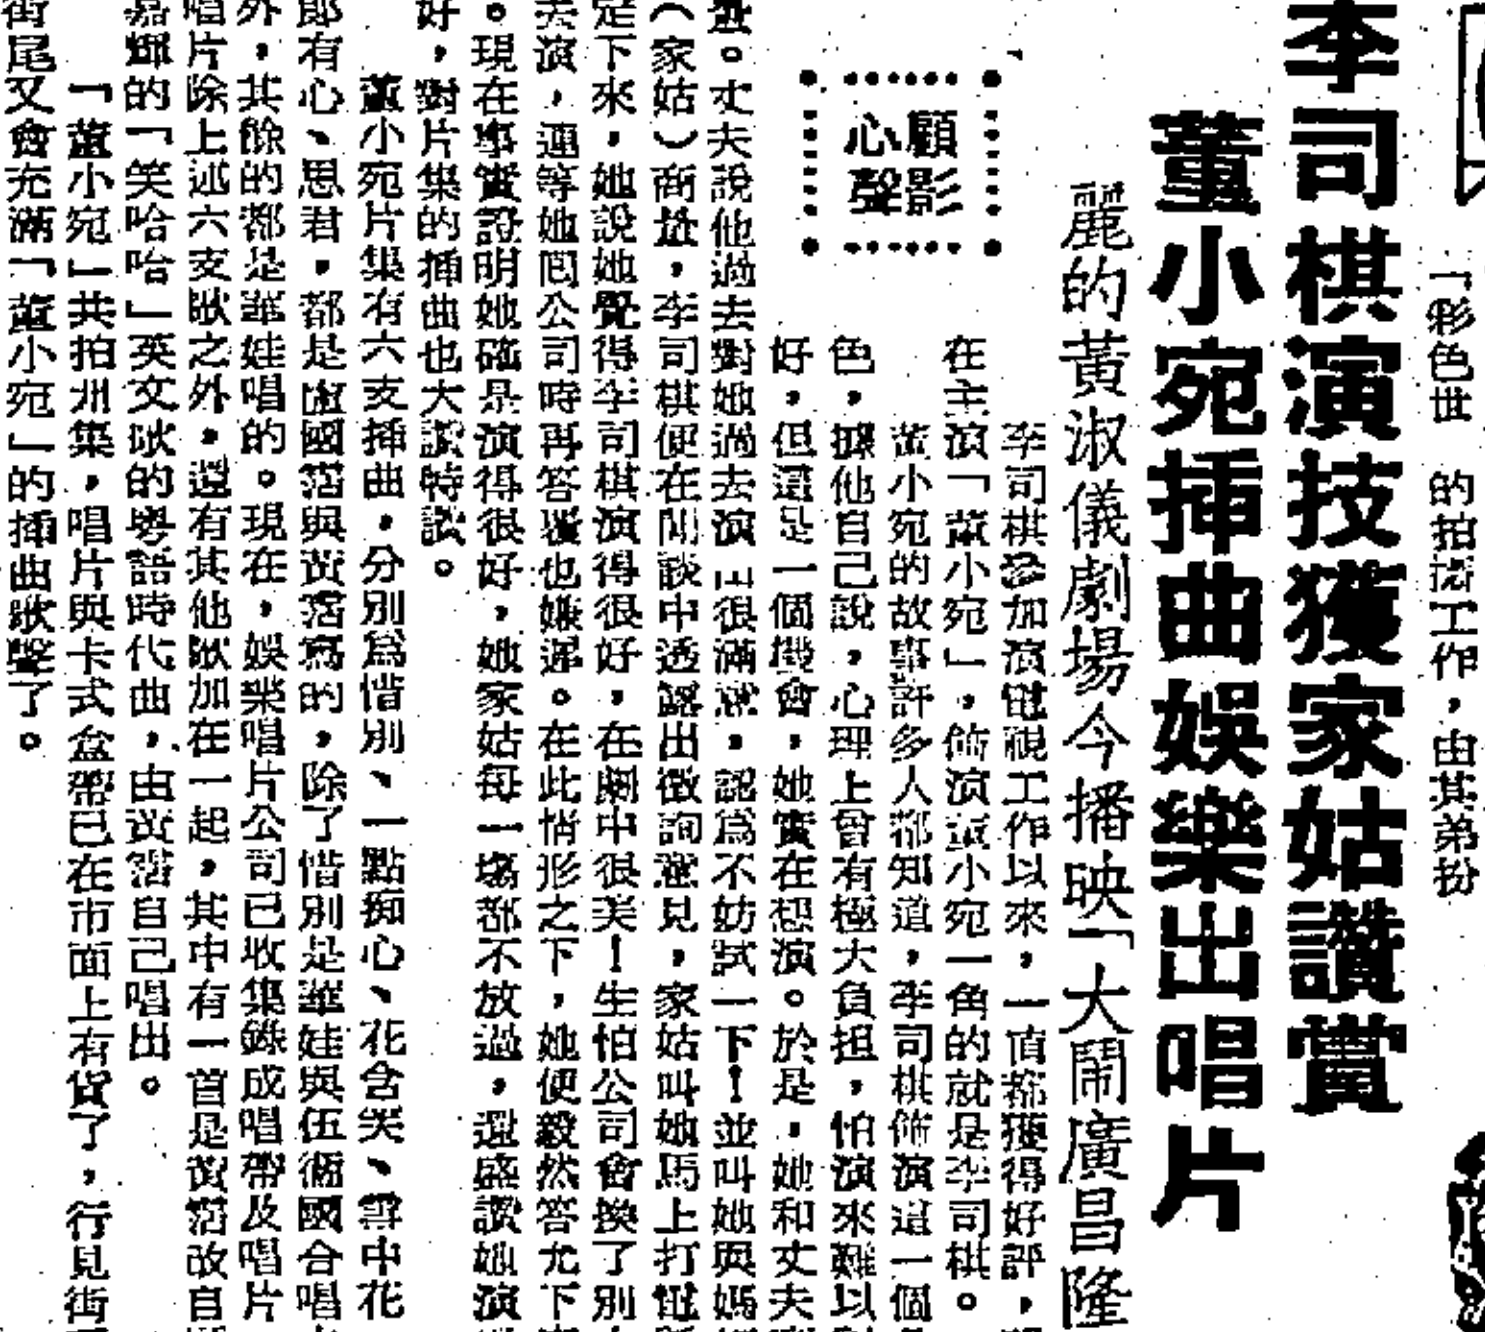 「彩色世
的拍攝工作，由其弟扮
李司棋演技獲家姑讚賞
董小宛插曲娛樂出唱片
麗的黃淑儀劇場今播映「大鬧廣昌隆
顧影
心聲
李司棋參加演電視工作以來，一直都獲得好評，
在主演「董小宛」，飾演董小宛一角的就是李司棋。
董小宛的故事許多人都知道，李司棋飾演這一個
色，據他自己說，心理上會有極大負担，怕演來難以
好，但這是一個機會，她實在想演。於是，她和丈夫
。丈夫說他過去對她過去演出很滿意，認為不妨試一下！並叫她與媽
（家姑）商量，李司棋便在閒談中透露出徵詢意見，家姑叫她馬上打電
定下來，她說她覺得李司棋演得很好，在劇中很美！生怕公司會換了別
去演，連等她問公司時再答覆也嫌遲。在此情形之下，她便毅然答允下
。現在事實證明她確是演得很好，她家姑每一場都不放過，還盛讚她演
好，對片集的插曲也大讚特讚。
董小宛片集有六支插曲，分別為惜別、一點痴心、花含笑、雲中花
郎有心、思君，都是盧國沾與黃霑寫的，除了惜別是華娃與伍衛國合唱
外，其餘的都是華娃唱的。現在，娛樂唱片公司已收集錄成唱帶及唱片
唱片除上述六支歌之外，還有其他歌加在一起，其中有一首是黃霑改自
嘉輝的「笑哈哈」英文歌的粵語時代曲，由黃霑自己唱出。
「董小宛」共拍卅集，唱片與卡式盒帶已在市面上有貨了，行見街
街尾又會充滿「董小宛」的插曲歌聲了。